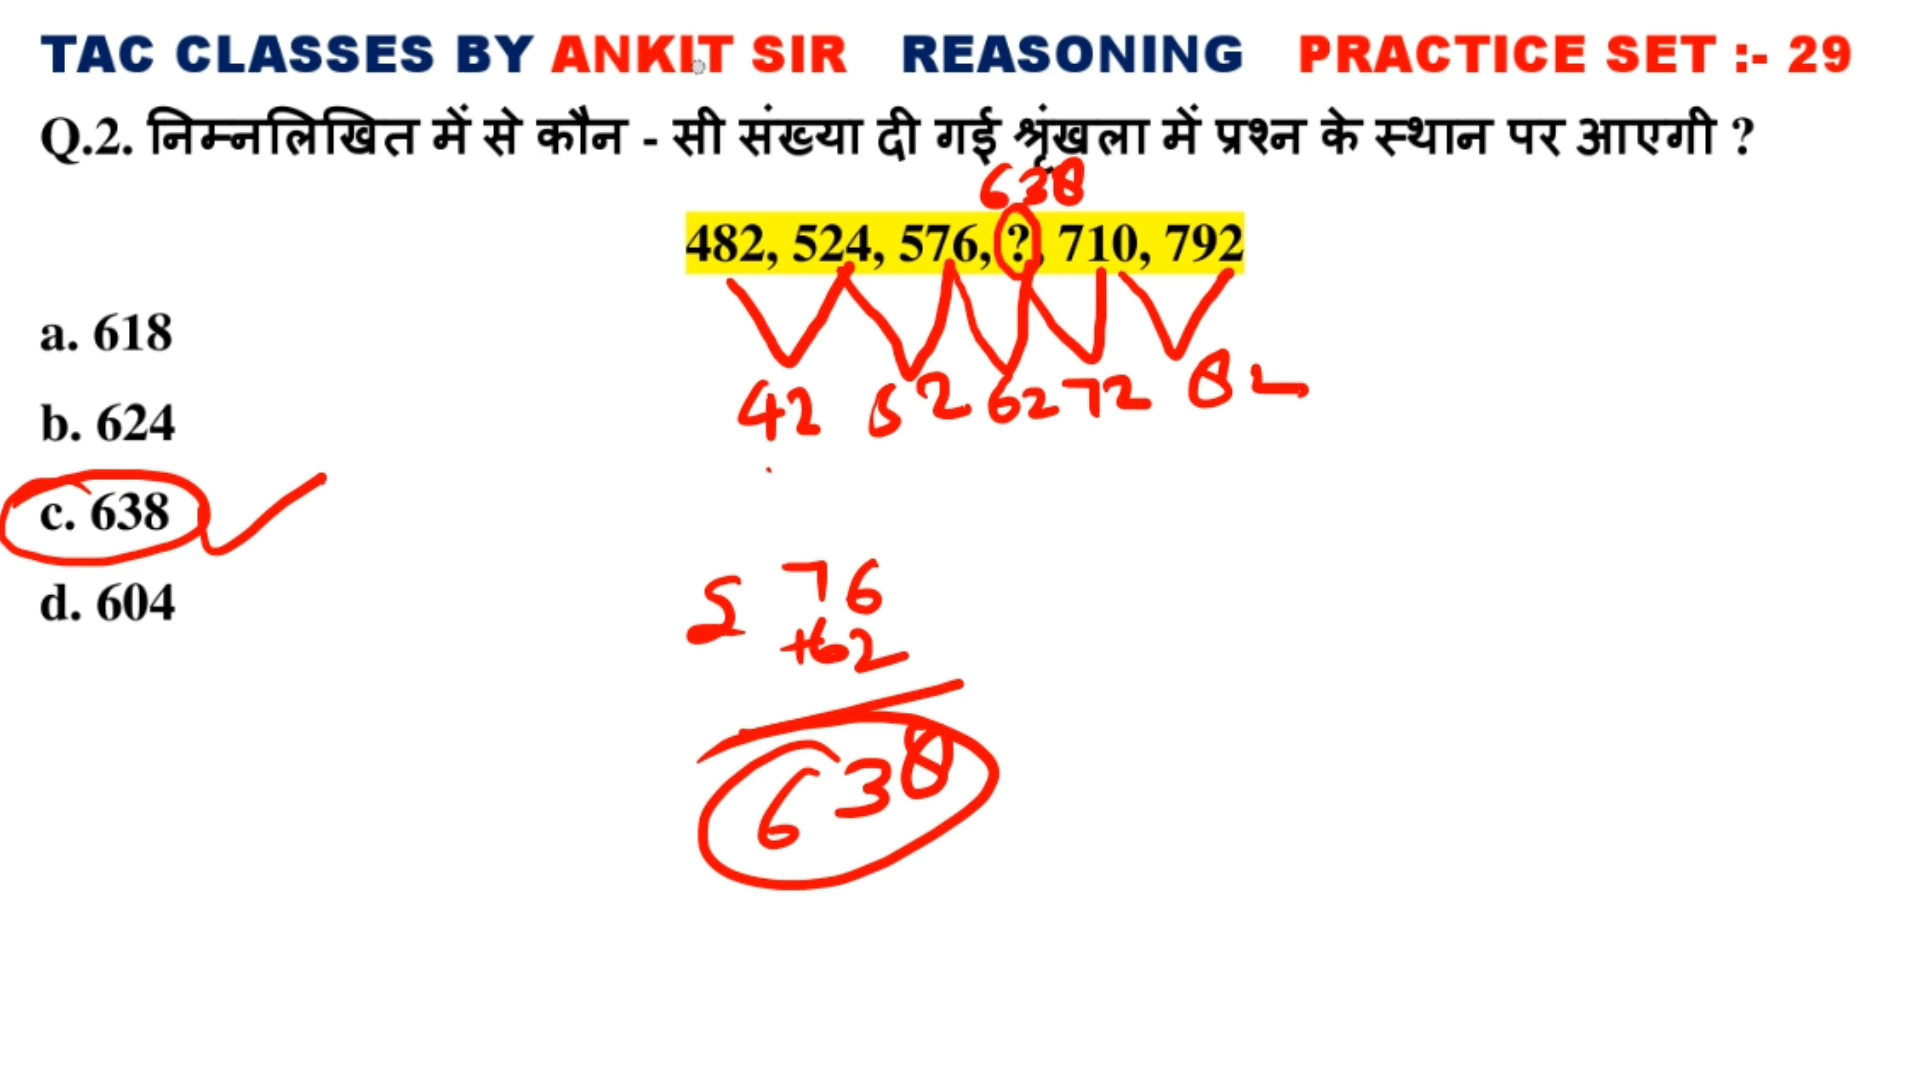 TAC CLASSES BY ANKIT SIR REASONING PRACTICE SET :- 29
Q.2. निम्नलिखित में से कौन - सी संख्या दी गई श्रृंखला में प्रश्न के स्थान पर आएगी ?
638
482, 524, 576, ?, 710, 792
42 52 62 72 82
a. 618
b. 624
c. 638
d. 604
576
+62
638